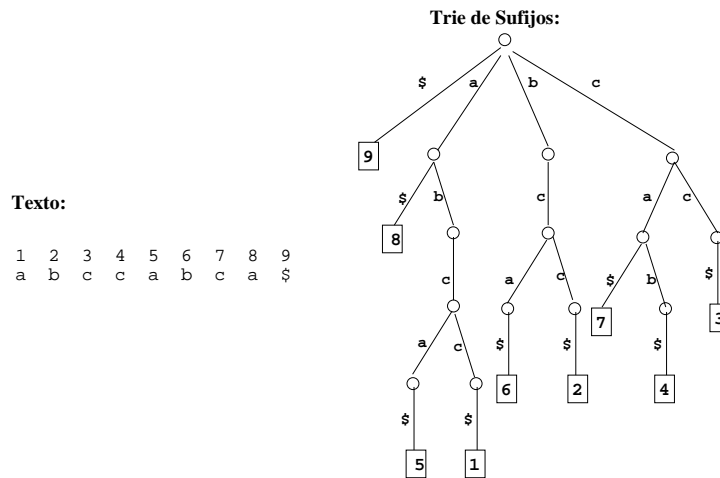 Trie de Sufijos:
$ a b c
9
Texto:
$ b c a c
8
1 2 3 4 5 6 7 8 9
a b c c a b c a $
c a c $ b $
7 3
a c $ $ $
6 2 4
$ $
5 1